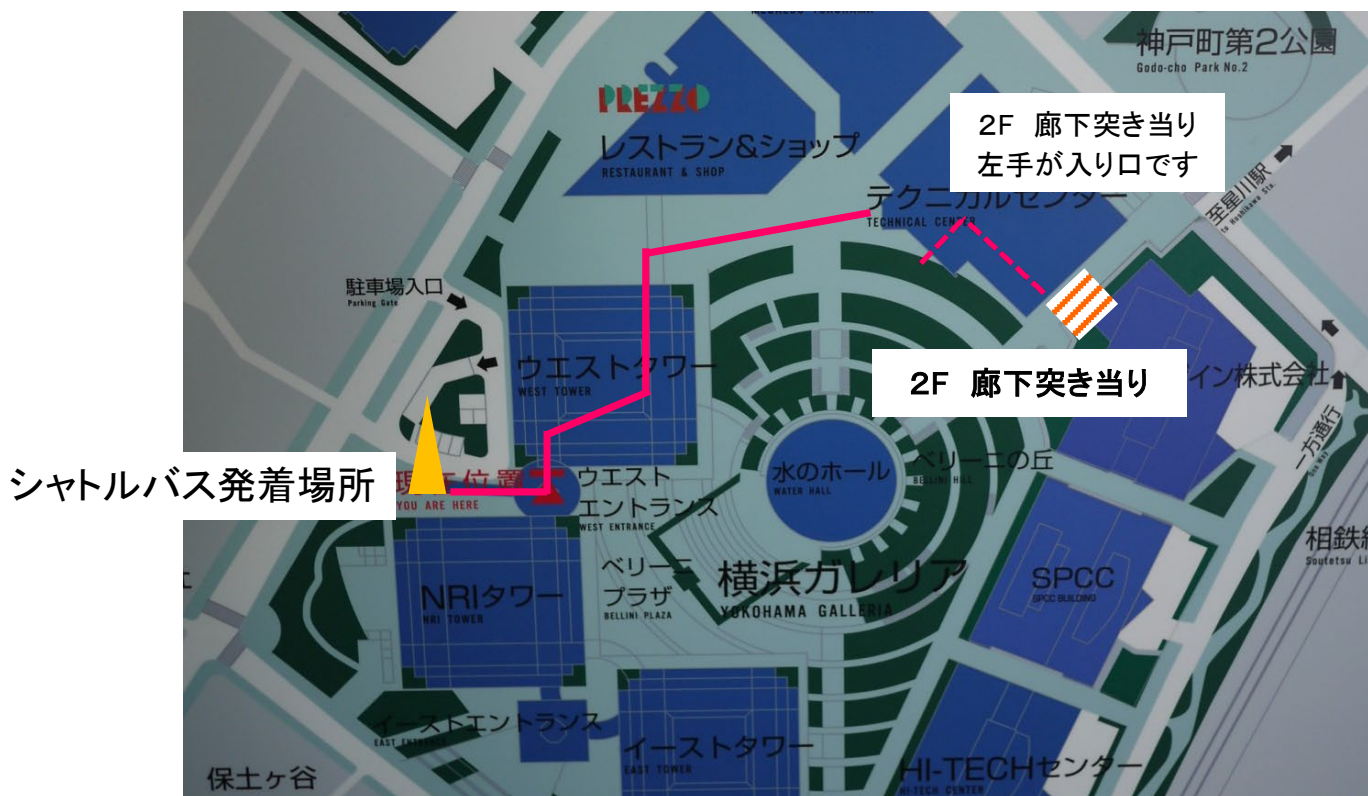 神戸町第2公園
Godo-cho Park No.2
PREZZO
レストラン&ショップ
RESTAURANT & SHOP
2F 廊下突き当り
左手が入り口です
至星川駅
to Hoshikawa Sta.
テクニカルセンター
TECHNICAL CENTER
駐車場入口
Parking Gate
ウエストタワー
WEST TOWER
2F 廊下突き当り
イン株式会社
一方通行
シャトルバス発着場所
現在位置
YOU ARE HERE
ウエスト
エントランス
WEST ENTRANCE
水のホール
WATER HALL
ベリーニの丘
BELLINI HILL
相鉄線
Soutetsu Li
NRIタワー
NRI TOWER
ベリーニ
プラザ
BELLINI PLAZA
横浜ガレリア
YOKOHAMA GALLERIA
SPCC
SPCC BUILDING
イーストエントランス
EAST ENTRANCE
イーストタワー
EAST TOWER
HI-TECHセンター
HI-TECH CENTER
保土ヶ谷